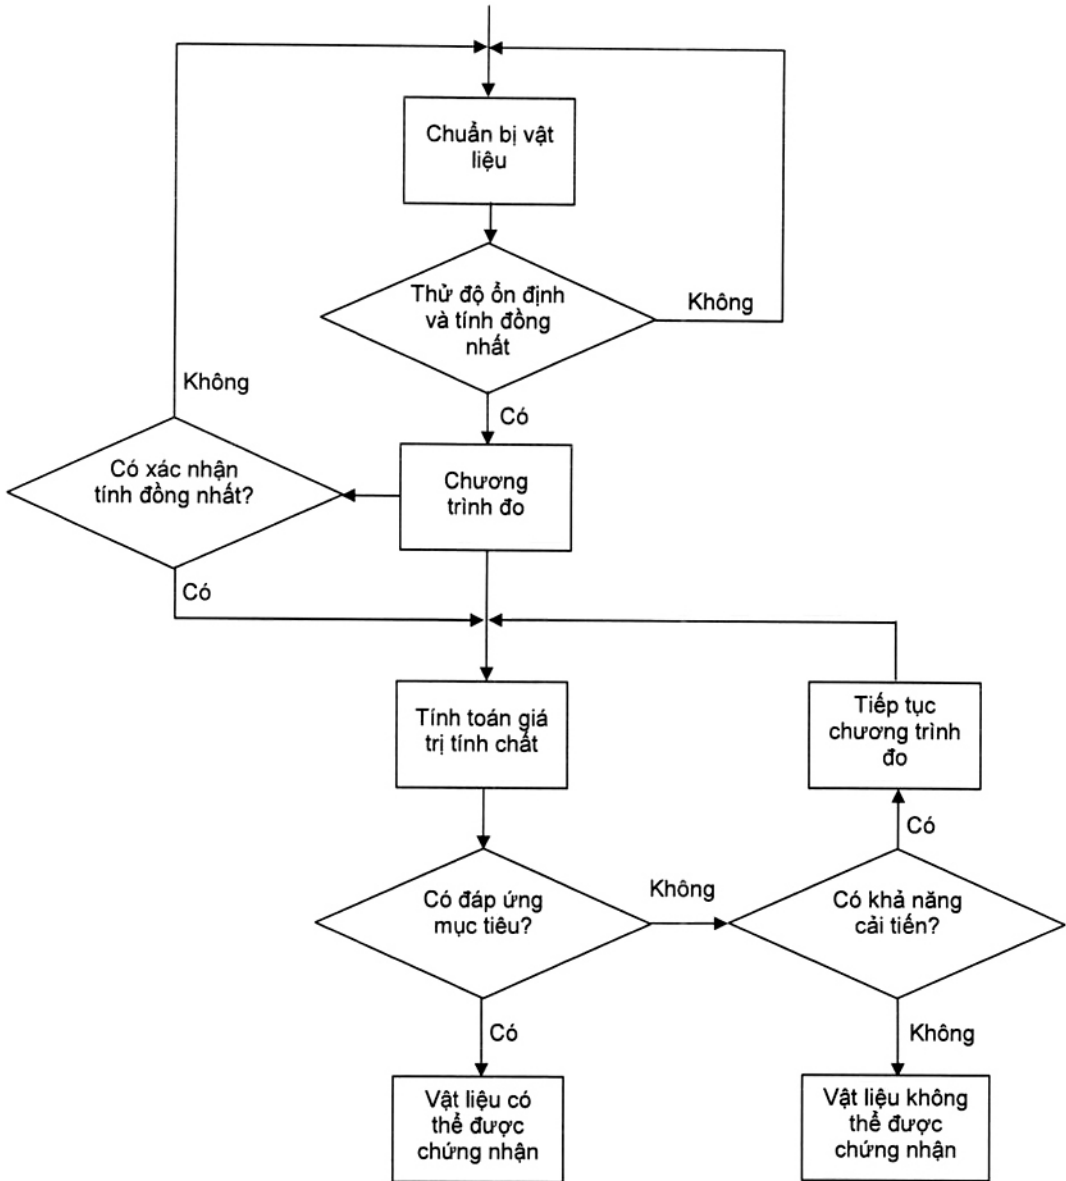 Chuẩn bị vật
liệu
Thử độ ổn định
và tính đồng
nhất
Không
Có
Không
Có xác nhận
tính đồng nhất?
Chương
trình đo
Có
Tính toán giá
trị tính chất
Tiếp tục
chương trình
đo
Có
Có đáp ứng
mục tiêu?
Không
Có khả năng
cải tiến?
Có
Không
Vật liệu có
thể được
chứng nhận
Vật liệu không
thể được
chứng nhận